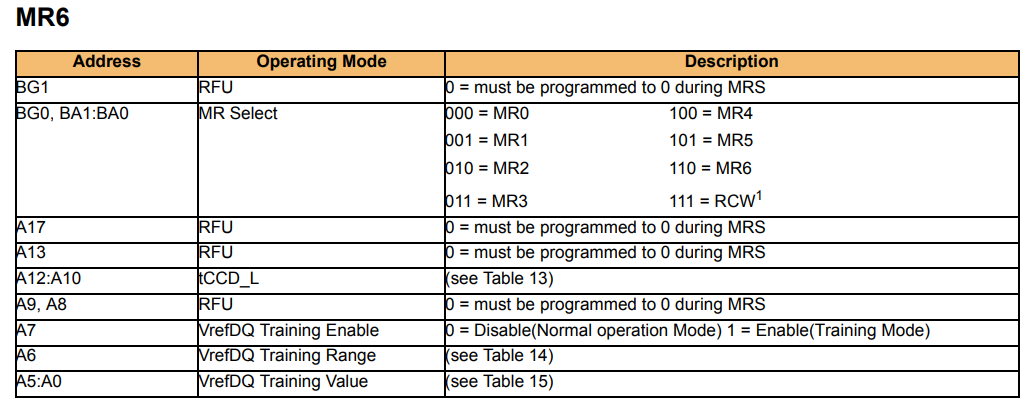 MR6
Address Operating Mode Description
BG1 RFU 0 = must be programmed to 0 during MRS
BG0, BA1:BA0 MR Select 000 = MR0 100 = MR4
001 = MR1 101 = MR5
010 = MR2 110 = MR6
011 = MR3 111 = RCW1
A17 RFU 0 = must be programmed to 0 during MRS
A13 RFU 0 = must be programmed to 0 during MRS
A12:A10 tCCD_L (see Table 13)
A9, A8 RFU 0 = must be programmed to 0 during MRS
A7 VrefDQ Training Enable 0 = Disable(Normal operation Mode) 1 = Enable(Training Mode)
A6 VrefDQ Training Range (see Table 14)
A5:A0 VrefDQ Training Value (see Table 15)